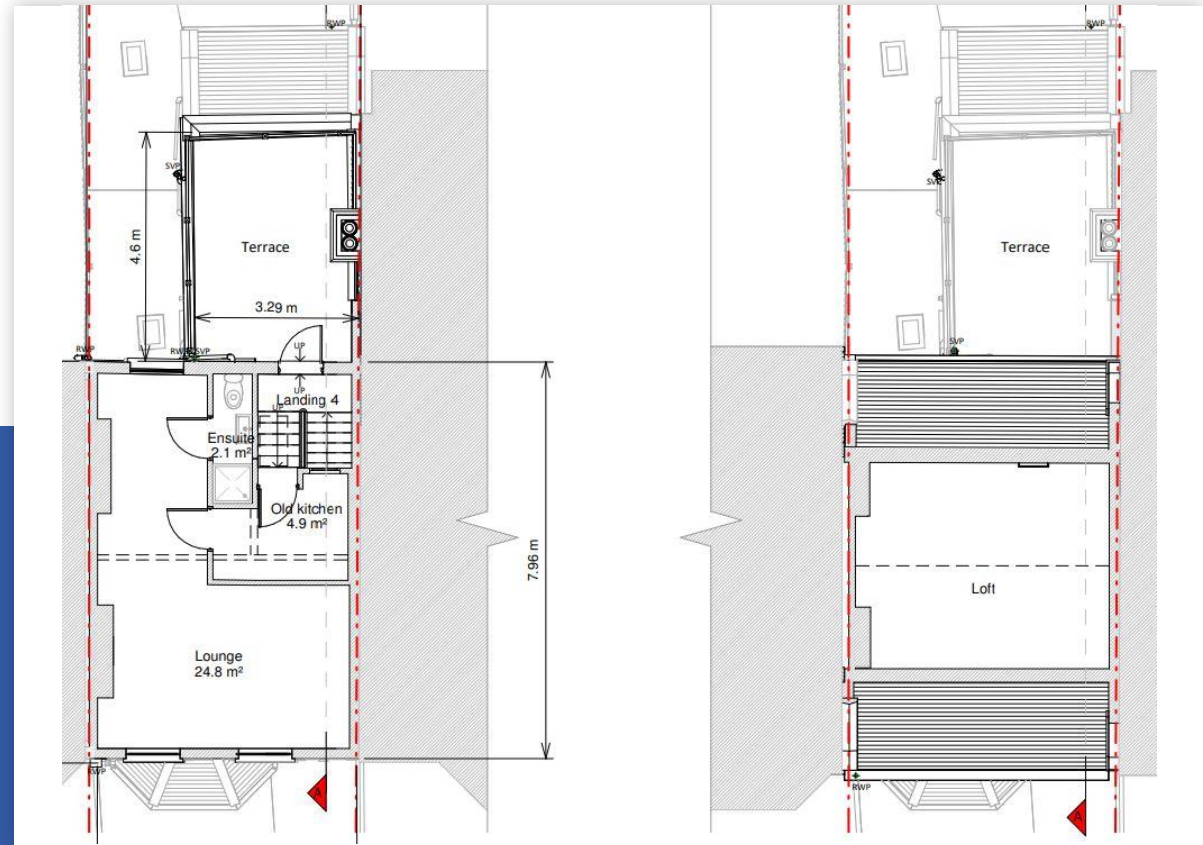 RWP
SVP
Terrace
4.6 m
3.29 m
RWP
RWP
SVP
UP
UP
Landing 4
UP
Ensuite
2.1 m²
Old kitchen
4.9 m²
7.96 m
Lounge
24.8 m²
RWP
A
RWP
SVP
Terrace
SVP
Loft
RWP
A